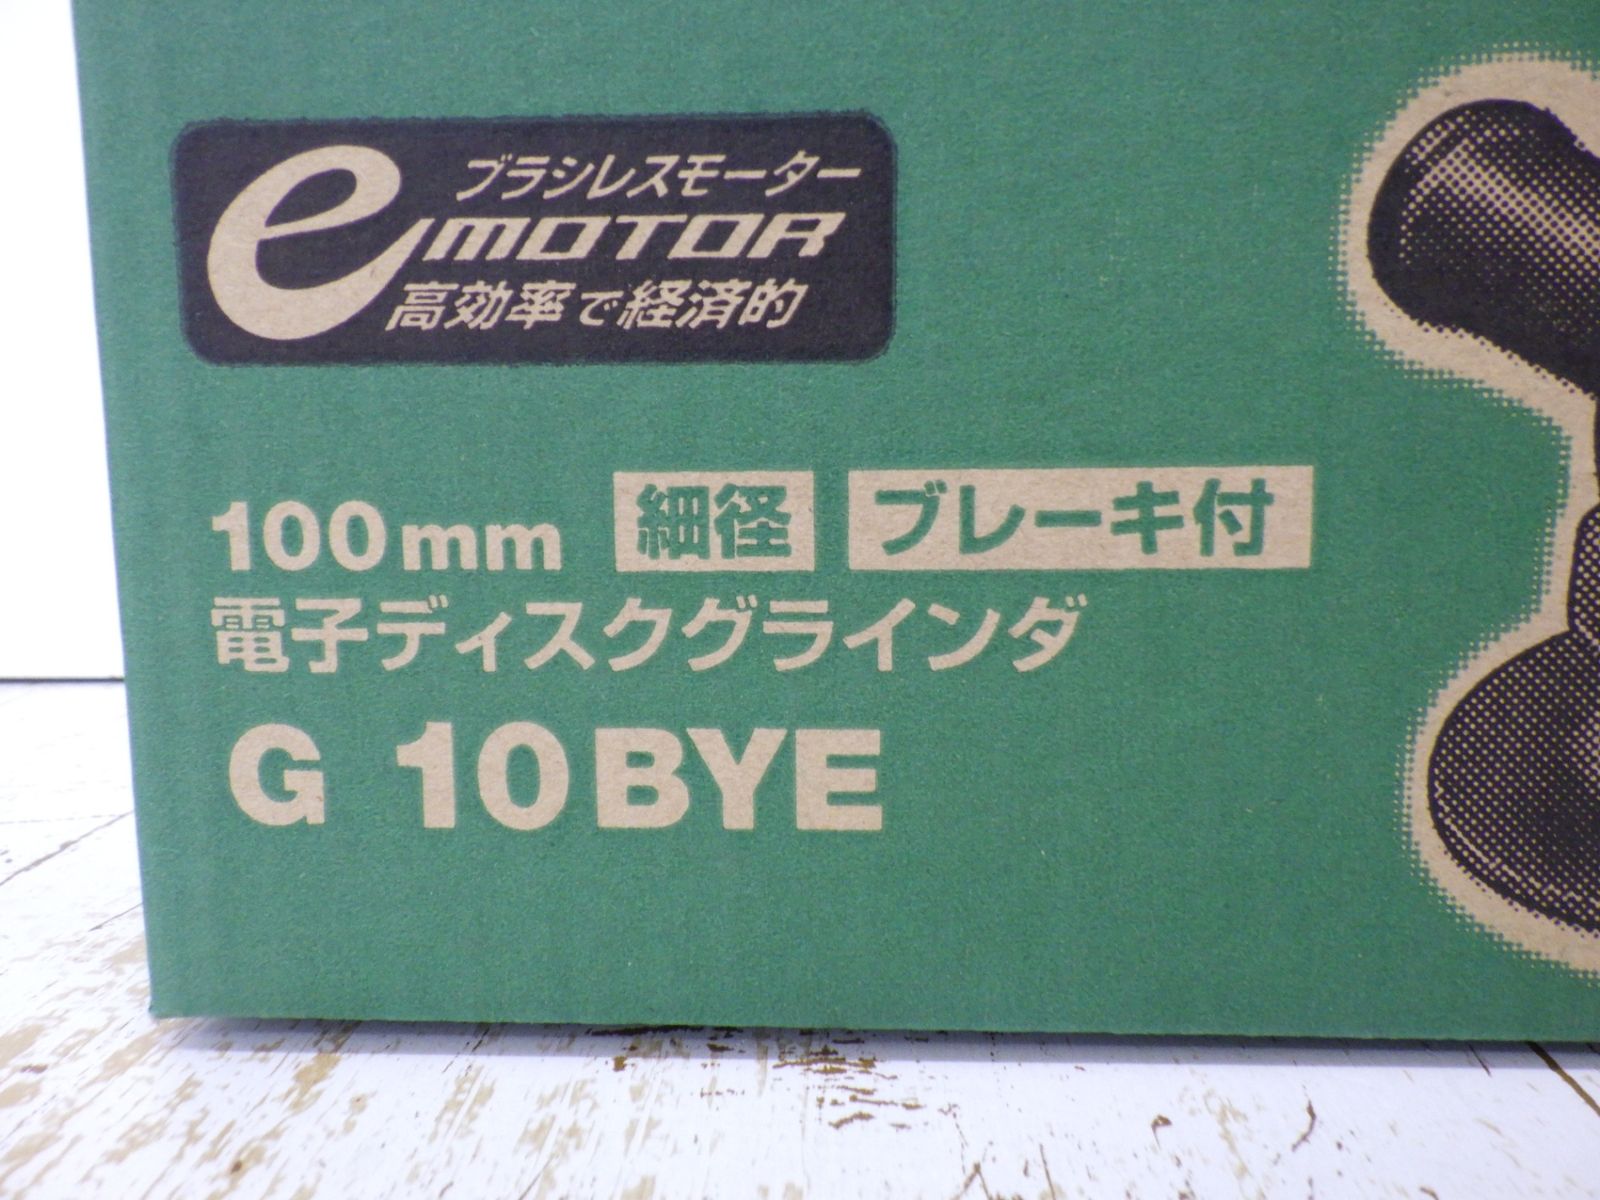 ブラシレスモーター
eMOTOR
高効率で経済的
100mm 細径 ブレーキ付
電子ディスクグラインダ
G 10BYE